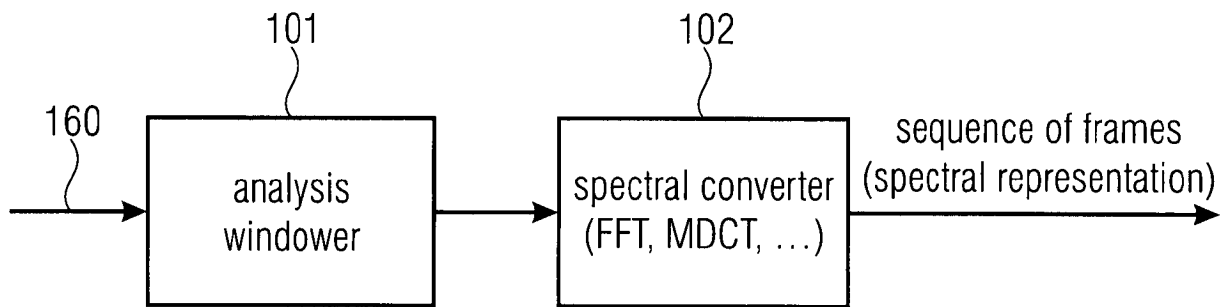 101
102
160
analysis
windower
spectral converter
(FFT, MDCT, ...)
sequence of frames
(spectral representation)